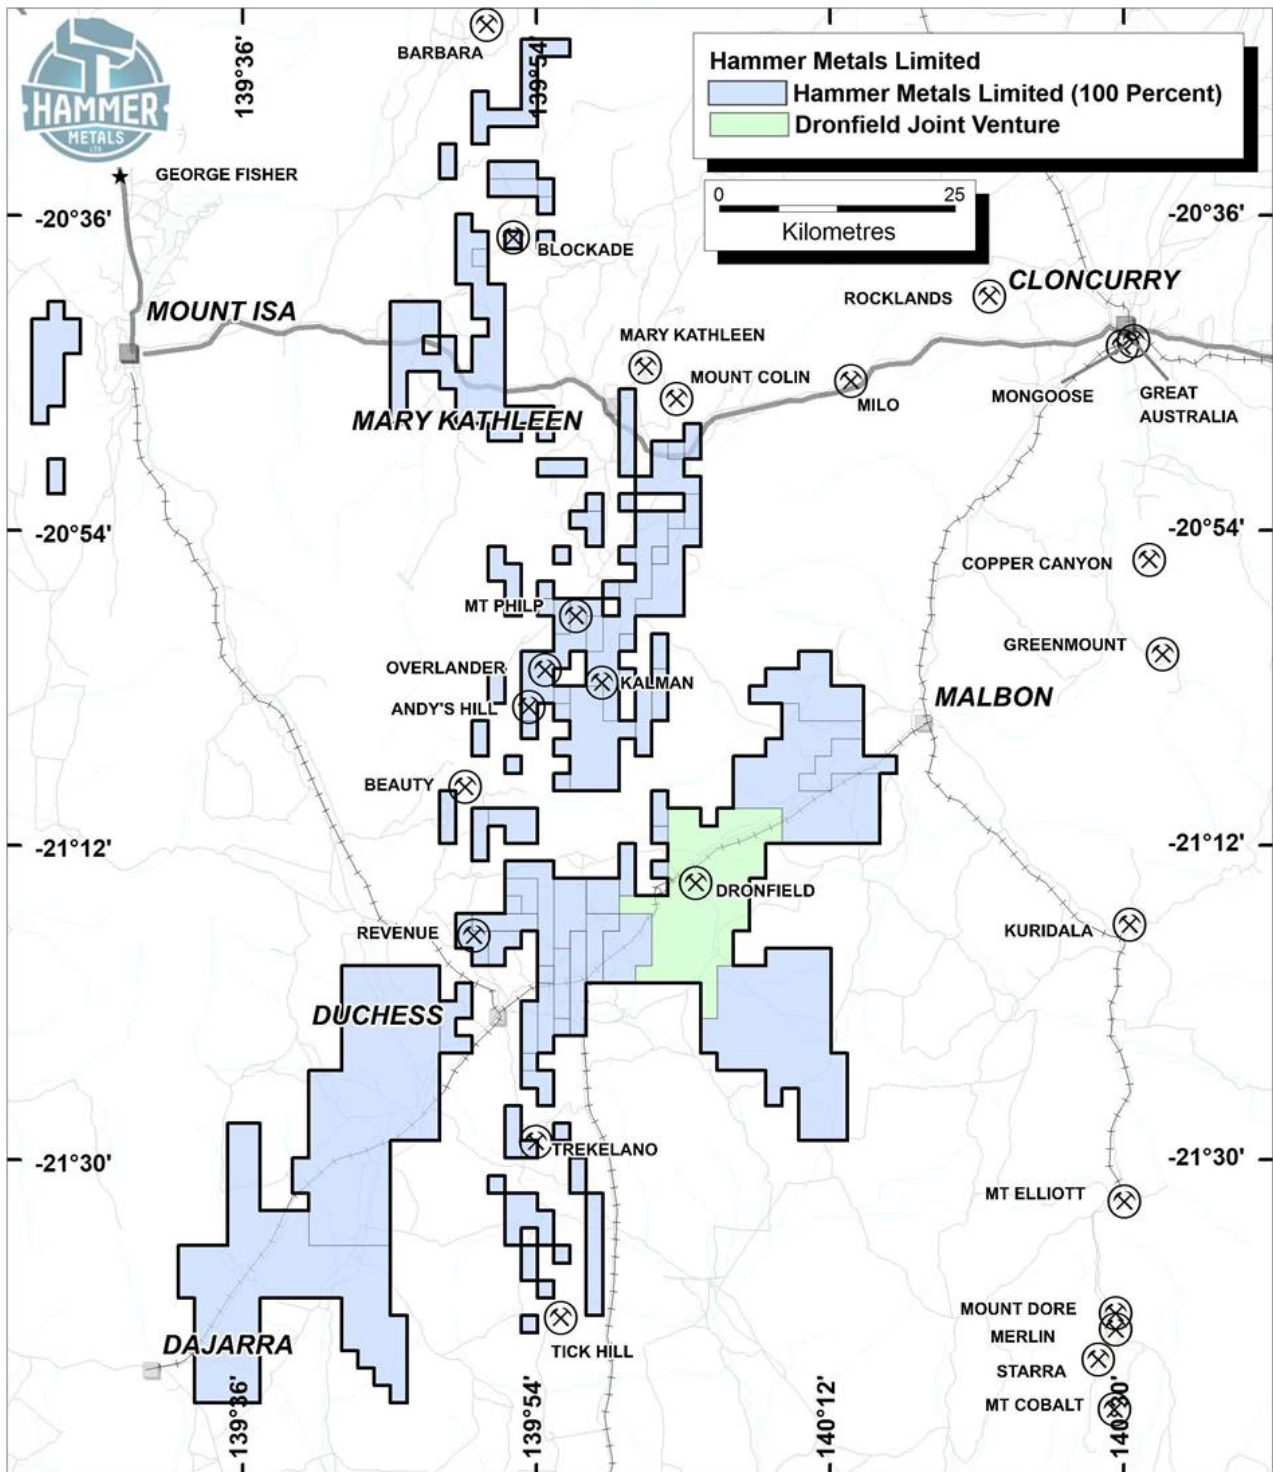 139°36'
BARBARA
139°54'
HAMMER
METALS
LTD
Hammer Metals Limited
Hammer Metals Limited (100 Percent)
Dronfield Joint Venture
GEORGE FISHER
0 25
Kilometres
-20°36'
-20°36'
BLOCKADE
CLONCURRY
ROCKLANDS
MOUNT ISA
MARY KATHLEEN
MOUNT COLIN
MILO
MONGOOSE
GREAT
AUSTRALIA
MARY KATHLEEN
-20°54'
-20°54'
COPPER CANYON
MT PHILP
GREENMOUNT
OVERLANDER
KALMAN
ANDY'S HILL
MALBON
BEAUTY
-21°12'
-21°12'
DRONFIELD
REVENUE
KURIDALA
DUCHESS
TREKELANO
-21°30'
-21°30'
MT ELLIOTT
MOUNT DORE
MERLIN
STARRA
MT COBALT
TICK HILL
DAJARRA
139°36'
139°54'
140°12'
140°30'